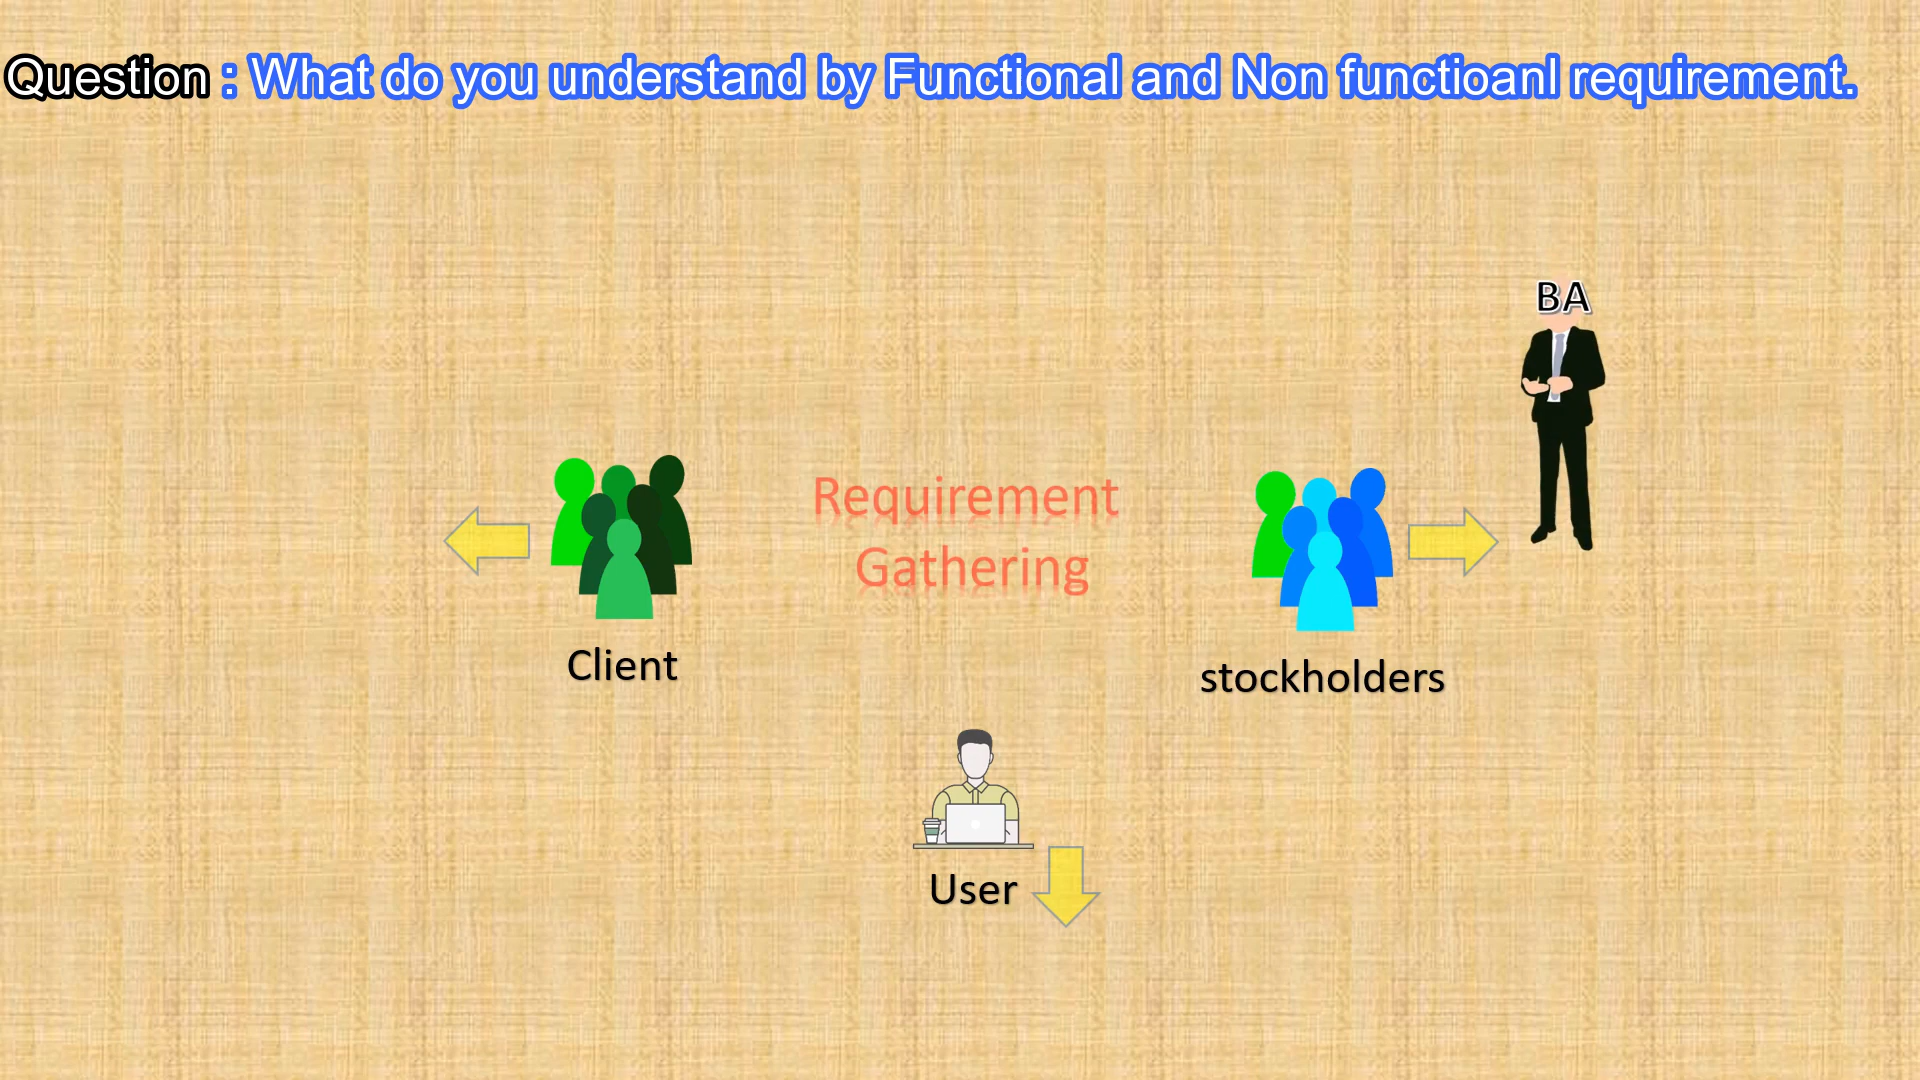 Question : What do you understand by Functional and Non functioanl requirement.
BA
Requirement
Gathering
Client
stockholders
User